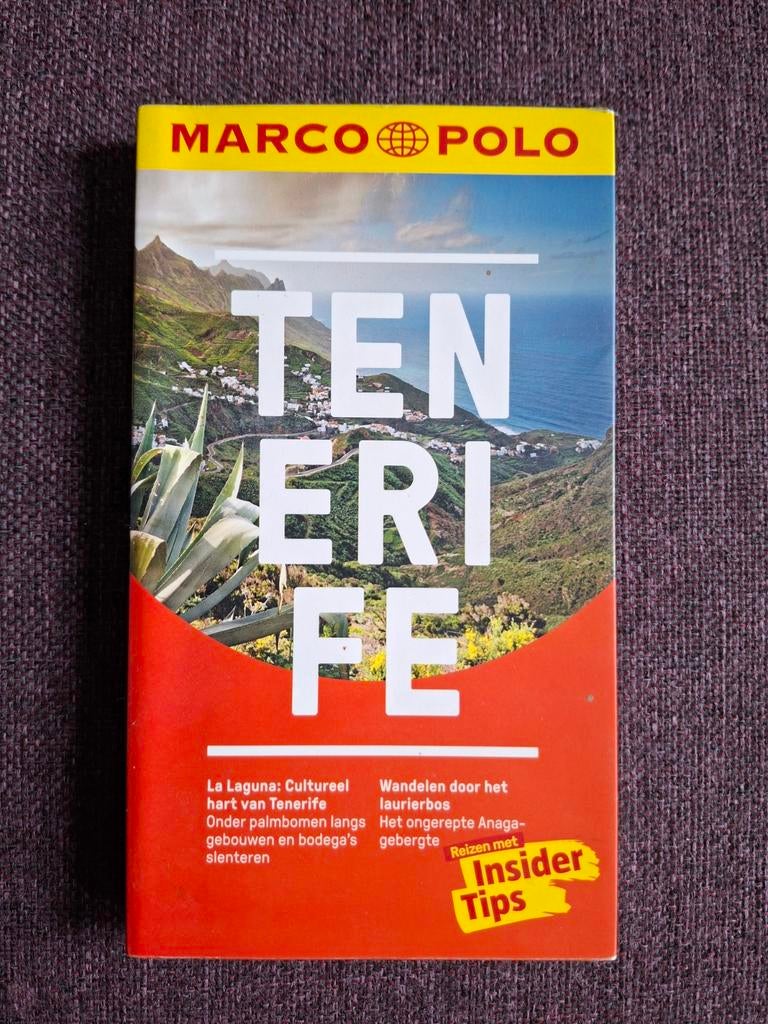 MARCO POLO
TEN
ERI
FE
La Laguna: Cultureel
hart van Tenerife
Onder palmbomen langs
gebouwen en bodega's
slenteren
Wandelen door het
laurierbos
Het ongerepte Anaga-
gebergte
Reizen met
Insider
Tips